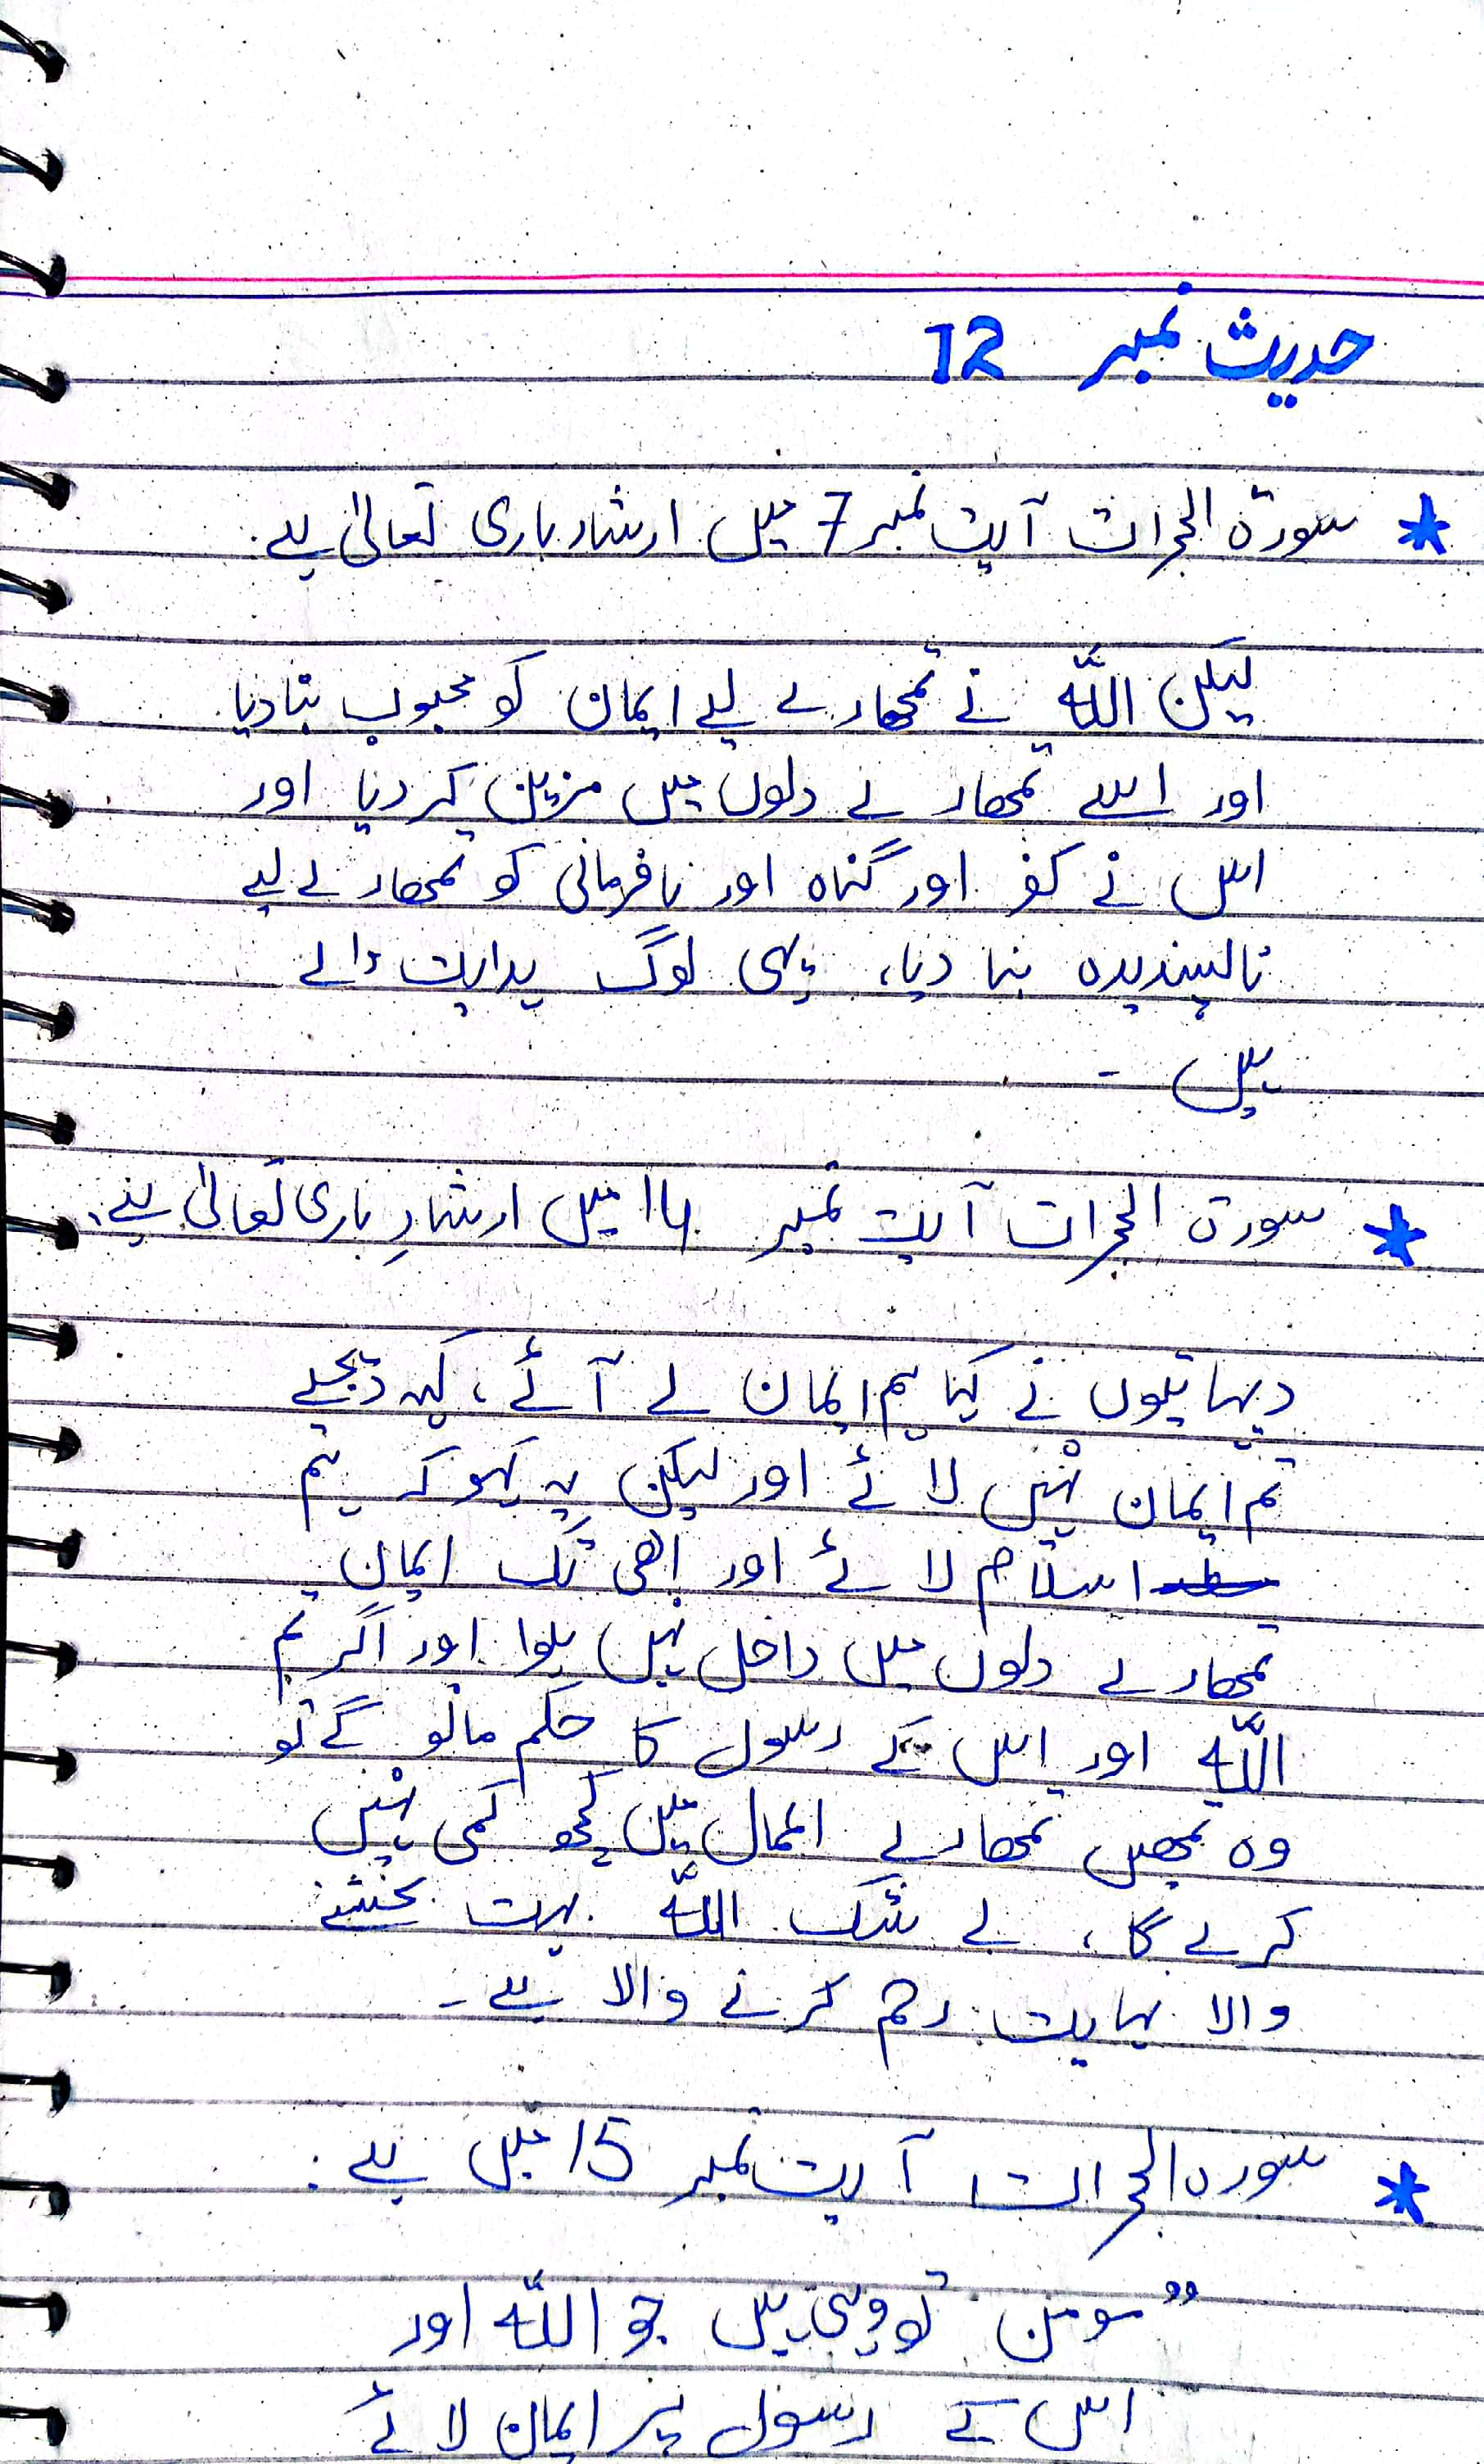 حدیث نمبر 12
* سورۃ الحجرات آیت نمبر 7 میں ارشاد باری تعالیٰ ہے:
لیکن اللہ نے تمھارے لیے ایمان کو محبوب بنا دیا
اور اسے تمھارے دلوں میں مزین کر دیا اور
اس نے کفر اور گناہ اور نافرمانی کو تمھارے لیے
ناپسندیدہ بنا دیا، یہی لوگ ہدایت والے
ہیں -
* سورۃ الحجرات آیت نمبر 14 میں ارشادِ باری تعالیٰ ہے:
دیہاتیوں نے کہا ہم ایمان لے آئے، کہہ دیجیے
تم ایمان نہیں لائے اور لیکن یہ کہو کہ ہم
اسلام لائے اور ابھی تک ایمان
تمھارے دلوں میں داخل نہیں ہوا اور اگر تم
اللہ اور اس کے رسول کا حکم مانو گے تو
وہ تمھیں تمھارے اعمال میں کچھ کمی نہیں
کرے گا، بے شک اللہ بہت بخشنے
والا نہایت رحم کرنے والا ہے -
* سورہ الحجرات آیت نمبر 15 میں ہے :
" مومن تو وہی ہیں جو اللہ اور
اس کے رسول پر ایمان لائے